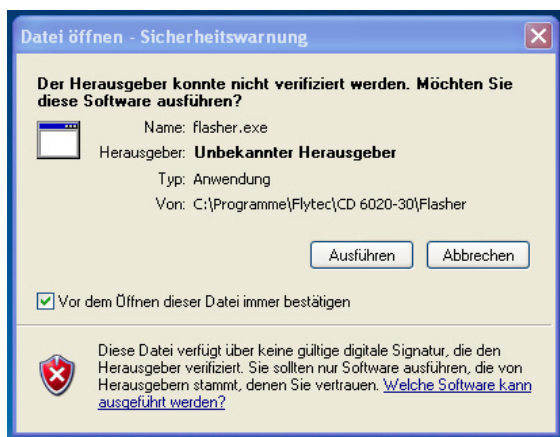 Datei öffnen - Sicherheitswarnung
Der Herausgeber konnte nicht verifiziert werden. Möchten Sie
diese Software ausführen?
Name: flasher.exe
Herausgeber: Unbekannter Herausgeber
Typ: Anwendung
Von: C:\Programme\Flytec\CD 6020-30\Flasher
Ausführen Abbrechen
Vor dem Öffnen dieser Datei immer bestätigen
Diese Datei verfügt über keine gültige digitale Signatur, die den
Herausgeber verifiziert. Sie sollten nur Software ausführen, die von
Herausgebern stammt, denen Sie vertrauen. Welche Software kann
ausgeführt werden?